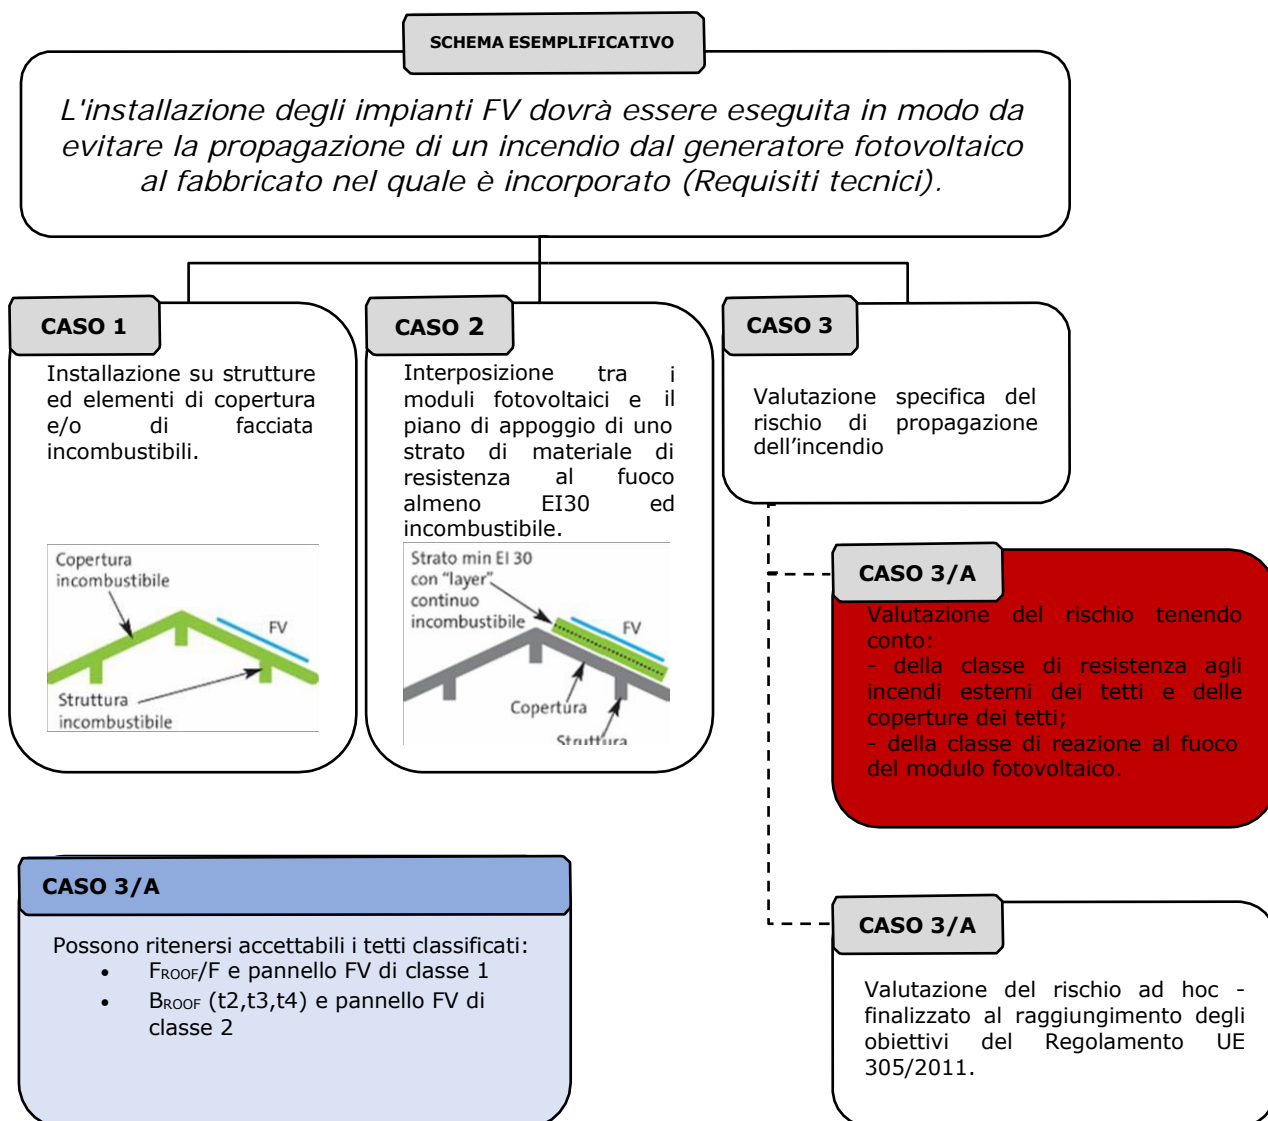 SCHEMA ESEMPLIFICATIVO
L'installazione degli impianti FV dovrà essere eseguita in modo da
evitare la propagazione di un incendio dal generatore fotovoltaico
al fabbricato nel quale è incorporato (Requisiti tecnici).
CASO 1
Installazione su strutture
ed elementi di copertura
e/o di facciata
incombustibili.
Copertura
incombustibile
FV
Struttura
incombustibile
CASO 2
Interposizione tra i
moduli fotovoltaici e il
piano di appoggio di uno
strato di materiale di
resistenza al fuoco
almeno EI30 ed
incombustibile.
Strato min EI 30
con "layer"
continuo
incombustibile
FV
Copertura
Struttura
CASO 3
Valutazione specifica del
rischio di propagazione
dell’incendio
CASO 3/A
Valutazione del rischio tenendo
conto:
- della classe di resistenza agli
incendi esterni dei tetti e delle
coperture dei tetti;
- della classe di reazione al fuoco
del modulo fotovoltaico.
CASO 3/A
Possono ritenersi accettabili i tetti classificati:
• FROOF/F e pannello FV di classe 1
• BROOF (t2,t3,t4) e pannello FV di
classe 2
CASO 3/A
Valutazione del rischio ad hoc -
finalizzato al raggiungimento degli
obiettivi del Regolamento UE
305/2011.